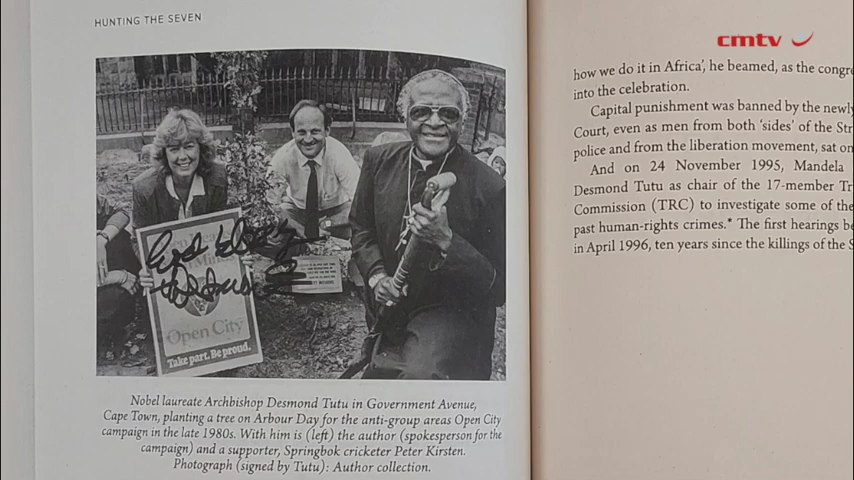 HUNTING THE SEVEN
cmtv
God bless
Desmond
Open City
Take part. Be proud.
Nobel laureate Archbishop Desmond Tutu in Government Avenue,
Cape Town, planting a tree on Arbour Day for the anti-group areas Open City
campaign in the late 1980s. With him is (left) the author (spokesperson for the
campaign) and a supporter, Springbok cricketer Peter Kirsten.
Photograph (signed by Tutu): Author collection.
how we do it in Africa', he beamed, as the congre
into the celebration.
Capital punishment was banned by the newly
Court, even as men from both 'sides' of the Str
police and from the liberation movement, sat on
And on 24 November 1995, Mandela
Desmond Tutu as chair of the 17-member Tr
Commission (TRC) to investigate some of the
past human-rights crimes.* The first hearings be
in April 1996, ten years since the killings of the S